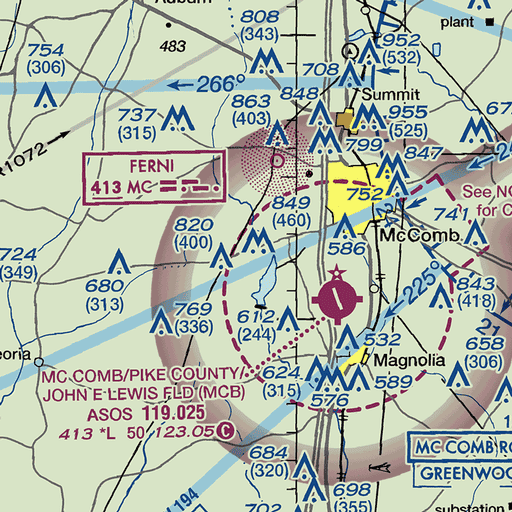 Auburn
808
(343)
952
(532)
plant
483
754
(306)
266°
708
Summit
848
863
(403)
955
(525)
737
(315)
799
847
R1072
FERNI
413 MC
752
24
849
(460)
See NO
for C
741
820
(400)
586
McComb
724
(349)
680
(313)
225°
843
(418)
769
(336)
612
(244)
21
532
658
(306)
eoria
Magnolia
MC COMB/PIKE COUNTY/
JOHN E LEWIS FLD (MCB)
ASOS 119.025
413 *L 50 123.05 C
624
(315)
589
576
MC COMB RC
GREENWOO
684
(320)
194
698
(355)
702
substation